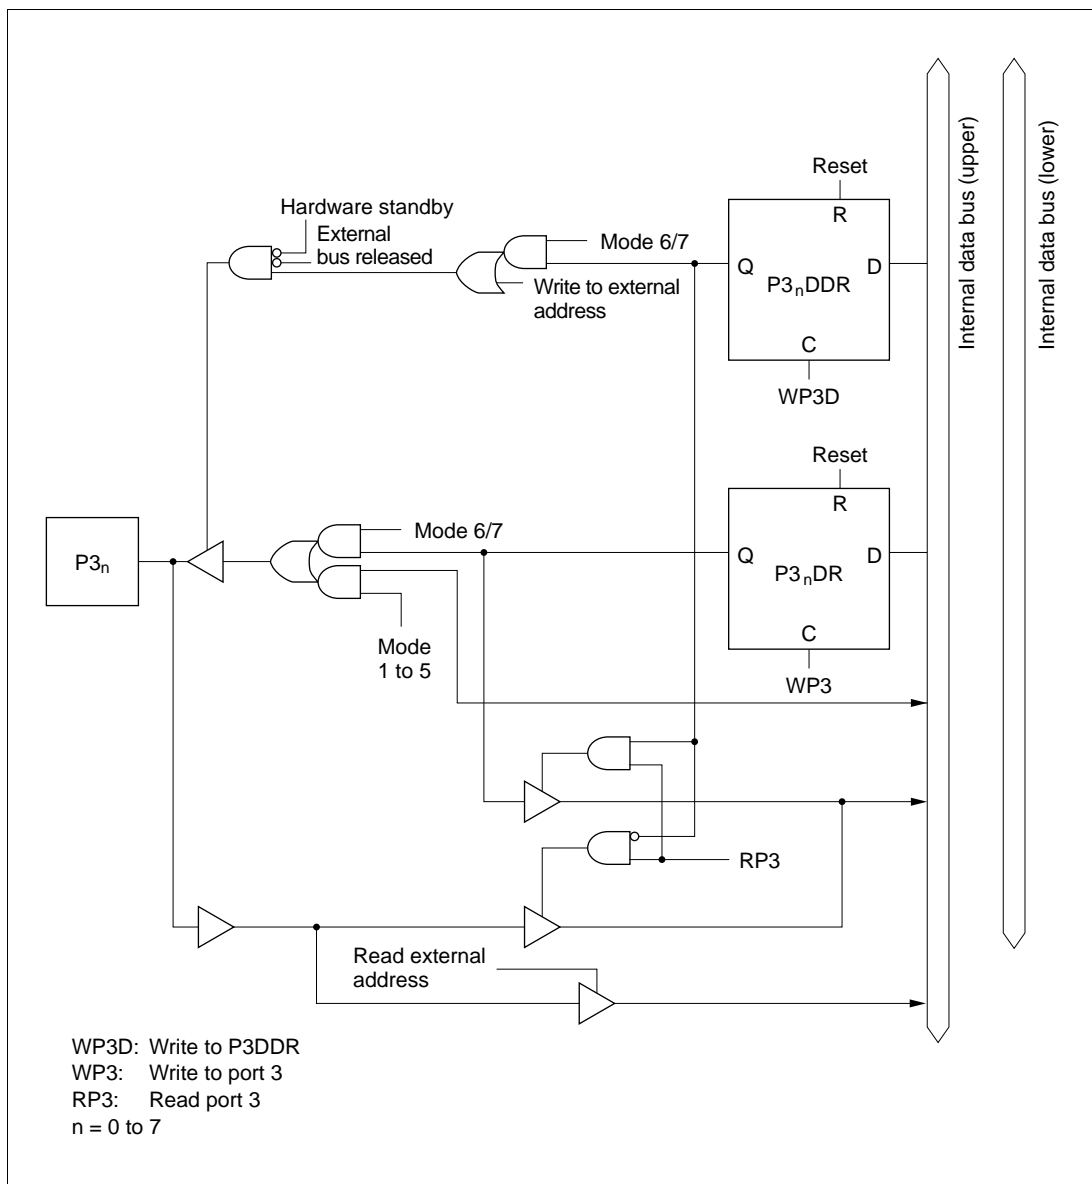 Reset
Hardware standby
External
bus released
Mode 6/7
Write to external
address
R
Q
P3nDDR
D
C
WP3D
Internal data bus (upper)
Internal data bus (lower)
Reset
R
Mode 6/7
Q
P3nDR
D
C
WP3
P3n
Mode
1 to 5
RP3
Read external
address
WP3D: Write to P3DDR
WP3: Write to port 3
RP3: Read port 3
n = 0 to 7